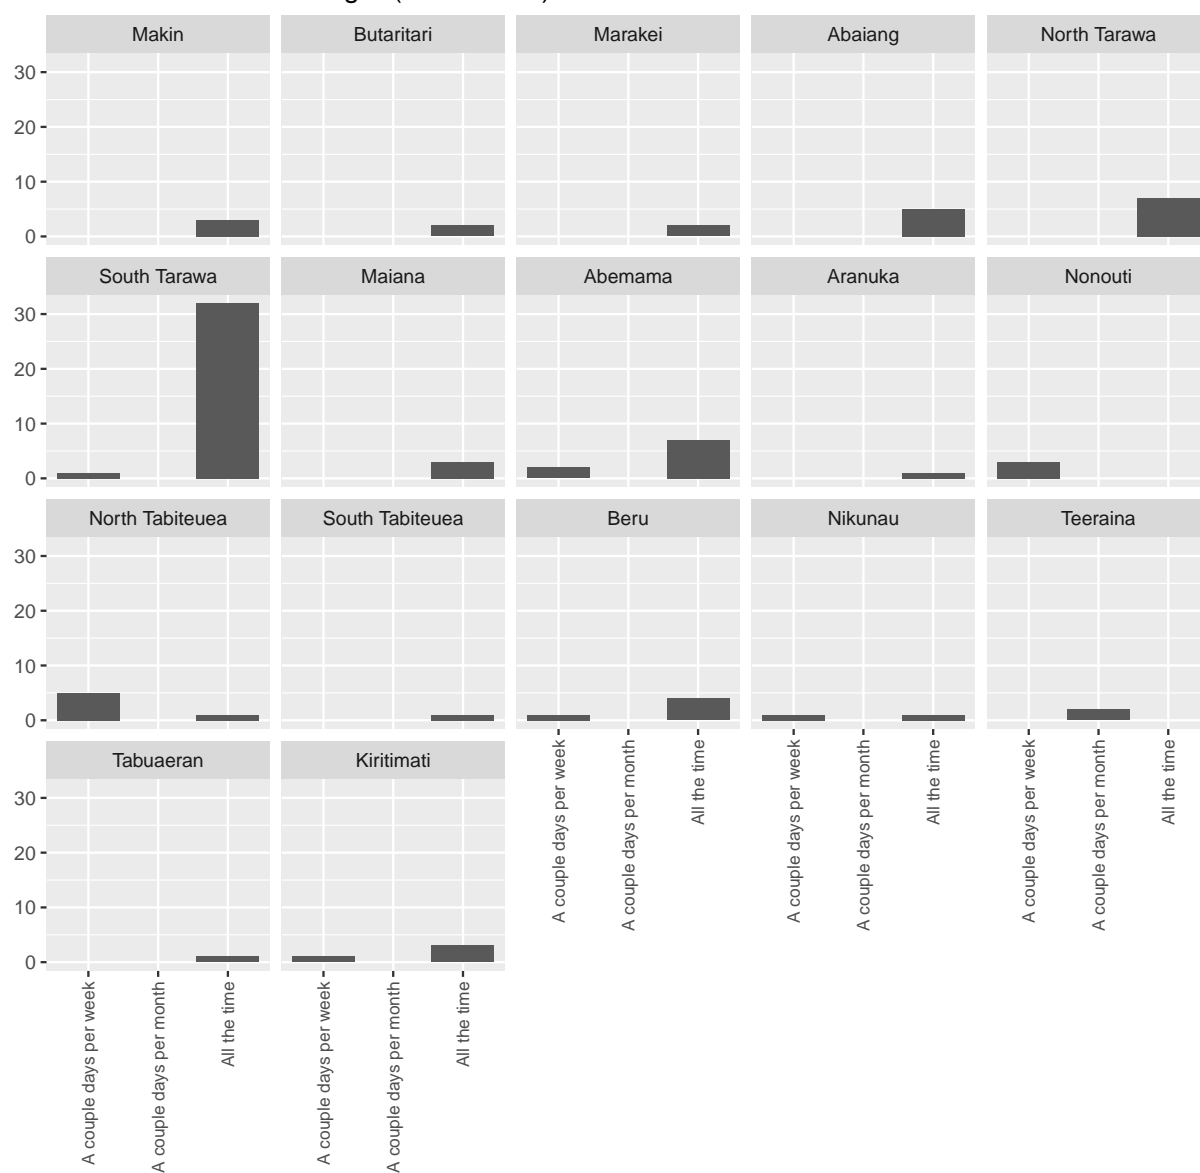 Makin Butaritari Marakei Abaiang North Tarawa
30
20
10
0
South Tarawa Maiana Abemama Aranuka Nonouti
30
20
10
0
North Tabiteuea South Tabiteuea Beru Nikunau Teeraina
30
20
10
0
A couple days per week
A couple days per month
All the time
A couple days per week
A couple days per month
All the time
A couple days per week
A couple days per month
All the time
Tabuaeran Kiritimati
30
20
10
0
A couple days per week
A couple days per month
All the time
A couple days per week
A couple days per month
All the time